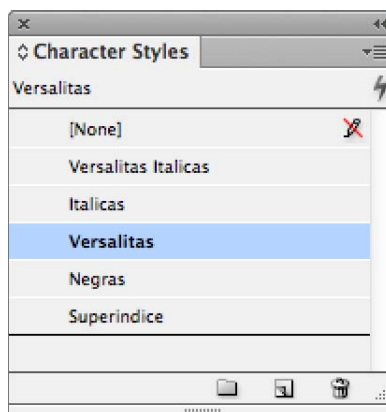 Character Styles
Versalitas
[None]
Versalitas Italicas
Italicas
Versalitas
Negras
Superindice